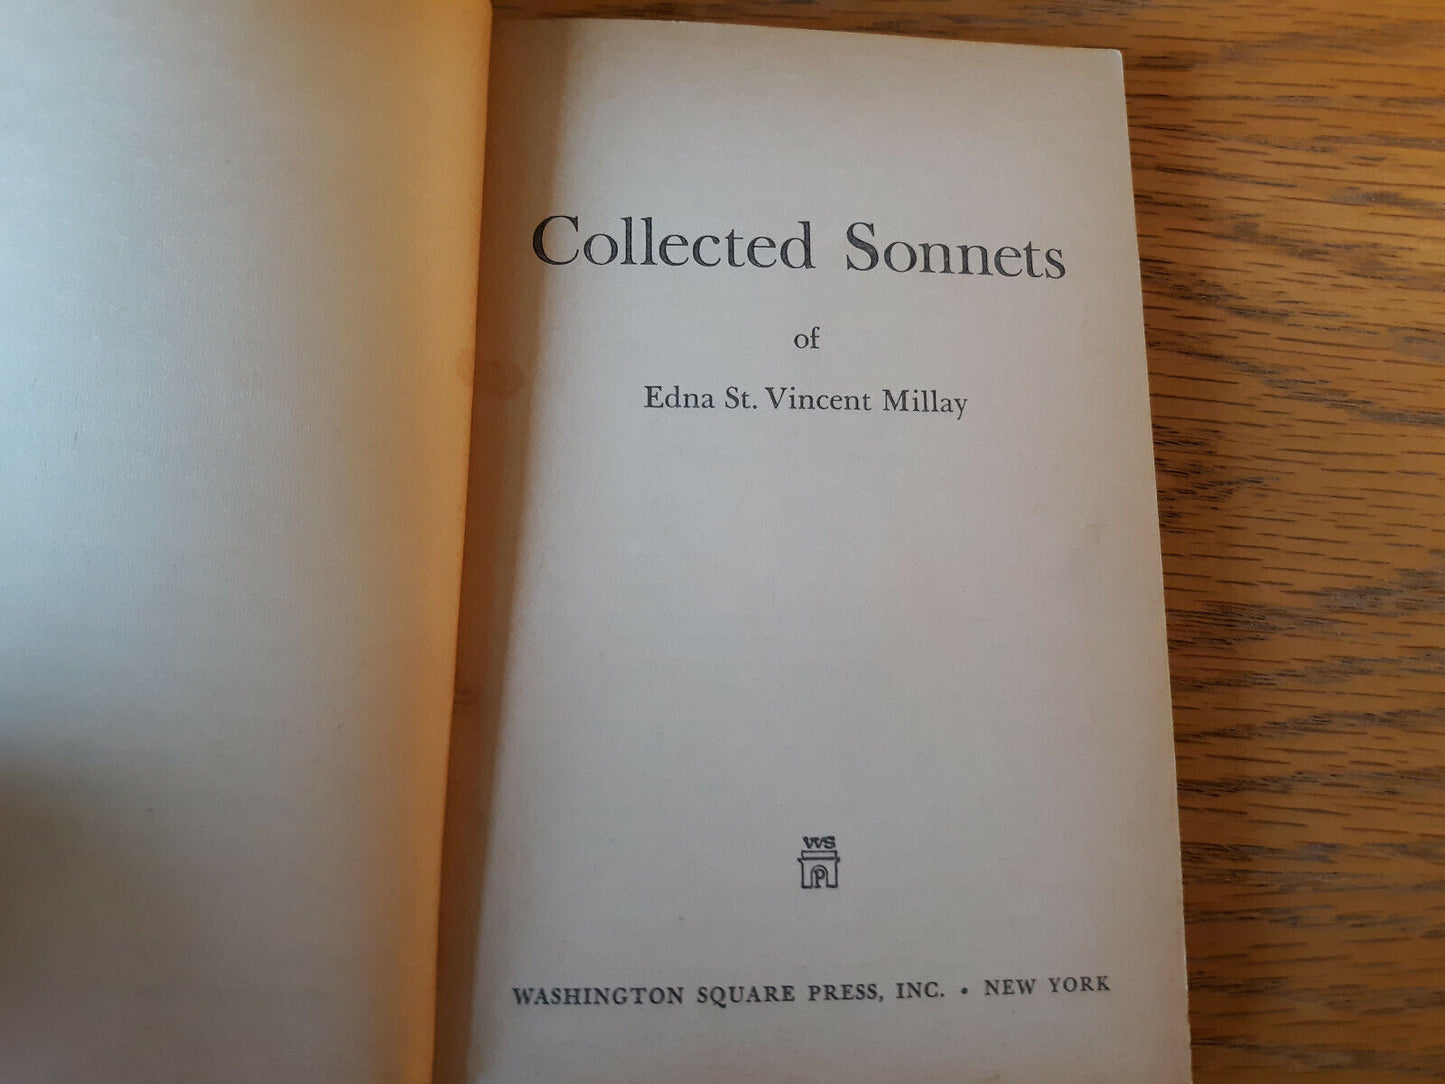 Collected Sonnets
of
Edna St. Vincent Millay
WS
P
WASHINGTON SQUARE PRESS, INC. • NEW YORK